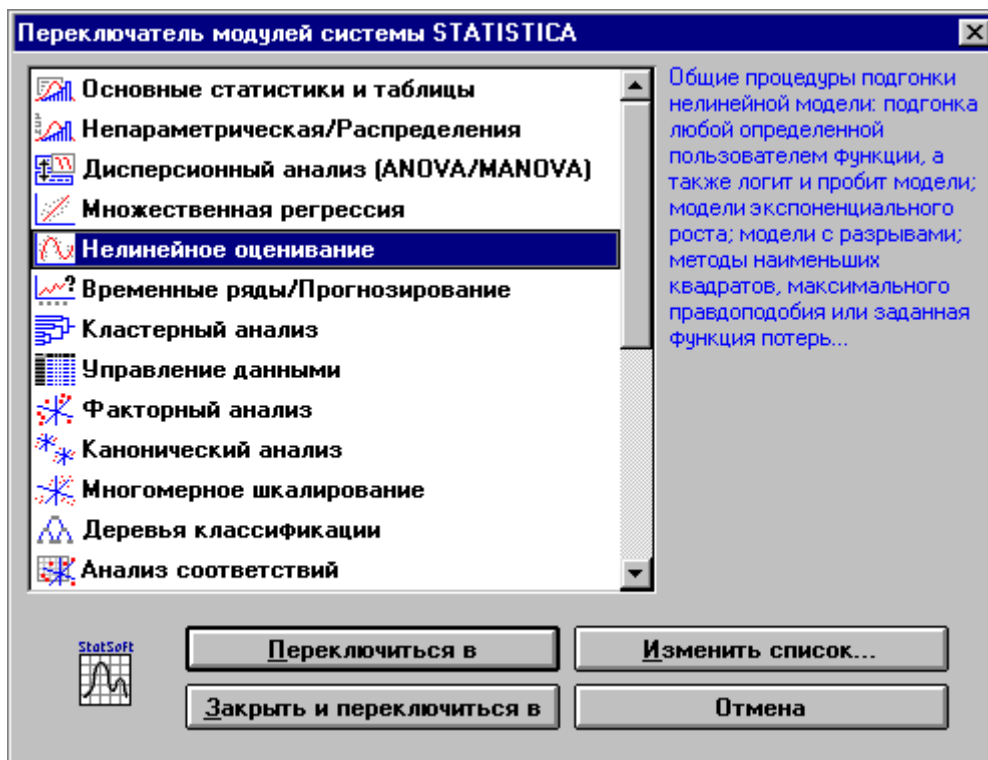 Переключатель модулей системы STATISTICA
Основные статистики и таблицы
Непараметрическая/Распределения
Дисперсионный анализ (ANOVA/MANOVA)
Множественная регрессия
Нелинейное оценивание
Временные ряды/Прогнозирование
Кластерный анализ
Управление данными
Факторный анализ
Канонический анализ
Многомерное шкалирование
Деревья классификации
Анализ соответствий
Общие процедуры подгонки
нелинейной модели: подгонка
любой определенной
пользователем функции, а
также логит и пробит модели;
модели экспоненциального
роста; модели с разрывами;
методы наименьших
квадратов, максимального
правдоподобия или заданная
функция потерь...
StatSoft
Переключиться в
Изменить список...
Закрыть и переключиться в
Отмена